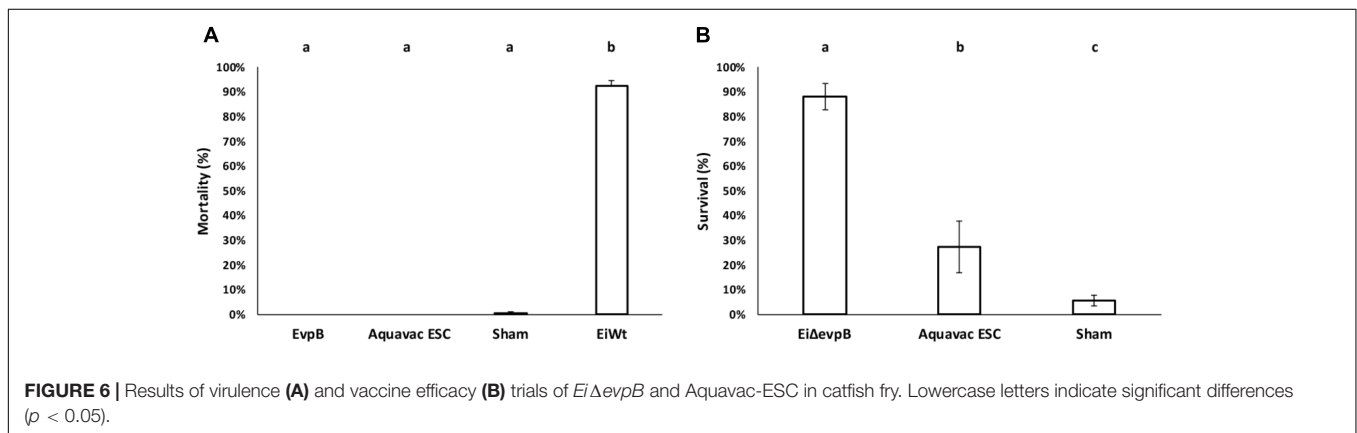 A
a a a b
100%
90%
80%
70%
60%
50%
40%
30%
20%
10%
0%
Mortality (%)
EvpB Aquavac ESC Sham EiWt
B
a b c
100%
90%
80%
70%
60%
50%
40%
30%
20%
10%
0%
Survival (%)
EiΔevpB Aquavac ESC Sham
FIGURE 6 | Results of virulence (A) and vaccine efficacy (B) trials of EiΔevpB and Aquavac-ESC in catfish fry. Lowercase letters indicate significant differences
(p < 0.05).